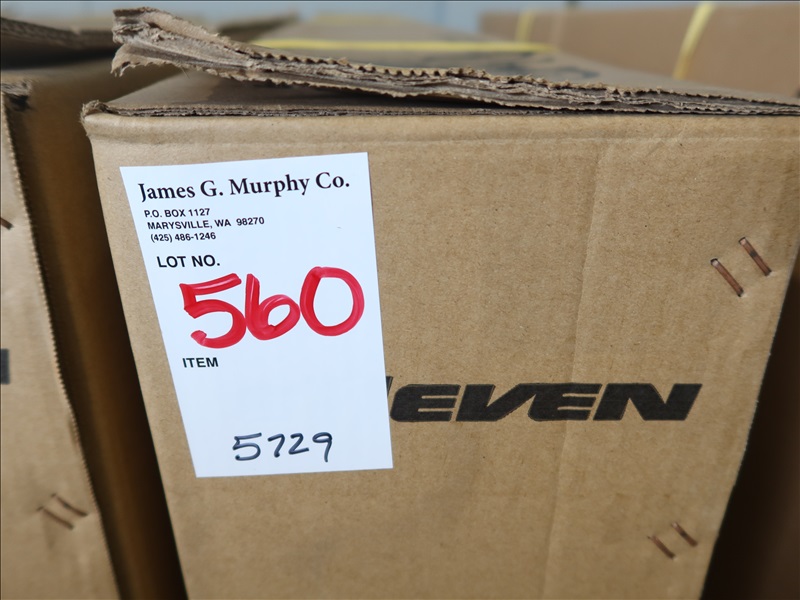 James G. Murphy Co.
P.O. BOX 1127
MARYSVILLE, WA 98270
(425) 486-1246
LOT NO.
560
ITEM
EVEN
5729